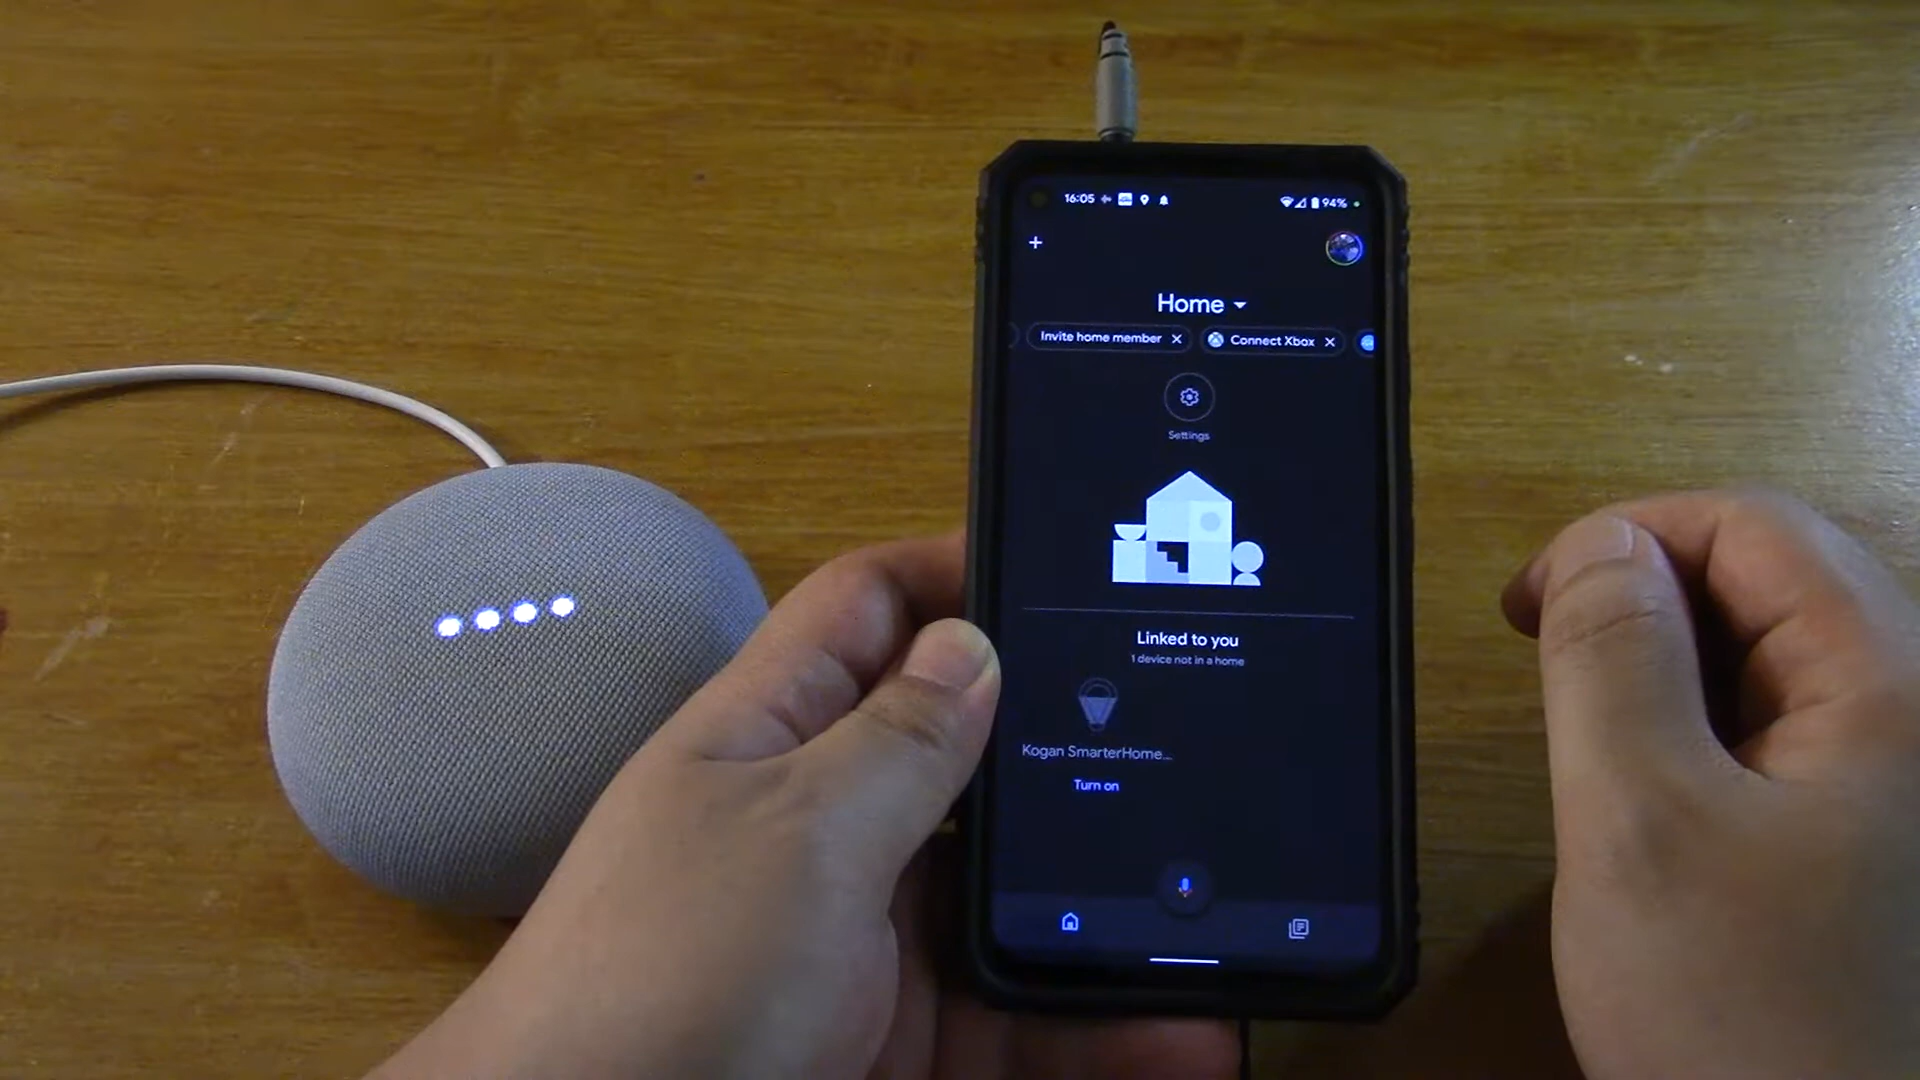 16:05
94%
Home
Invite home member
Connect Xbox
Settings
Linked to you
1 device not in a home
Kogan SmarterHome...
Turn on